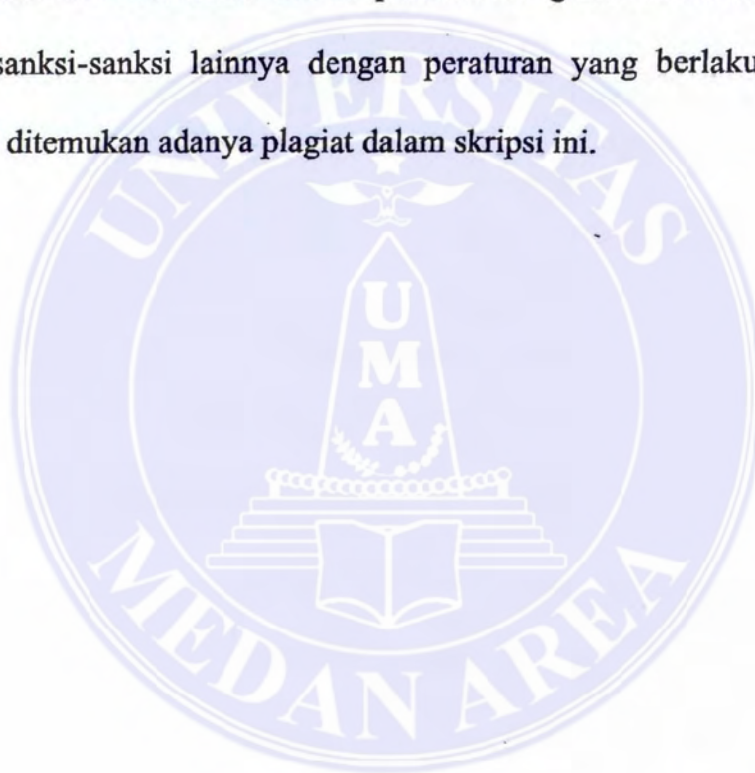 sanksi-sanksi lainnya dengan peraturan yang berlaku
ditemukan adanya plagiat dalam skripsi ini.
UNIVERSITAS
UMA
MEDAN AREA